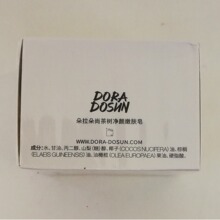 DORA
DOSUN
朵拉朵尚茶树净颜嫩肤皂
WWW.DORA-DOSUN.COM
成分：水、甘油、丙二醇、山梨(糖)醇、椰子(COCOS NUCIFERA)油、棕榈
(ELAEIS GUINEENSIS)油、油橄榄(OLEA EUROPAEA)果油、硬脂酸、